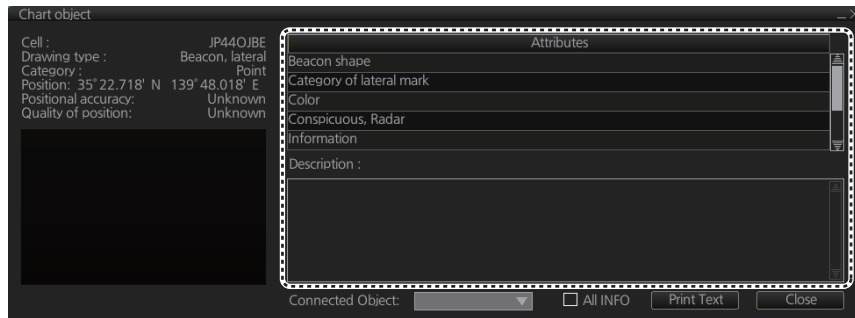 Chart object
Cell : JP44OJBE
Drawing type : Beacon, lateral
Category : Point
Position: 35°22.718' N 139°48.018' E
Positional accuracy: Unknown
Quality of position: Unknown
Attributes
Beacon shape
Category of lateral mark
Color
Conspicuous, Radar
Information
Description :
Connected Object:
All INFO
Print Text
Close